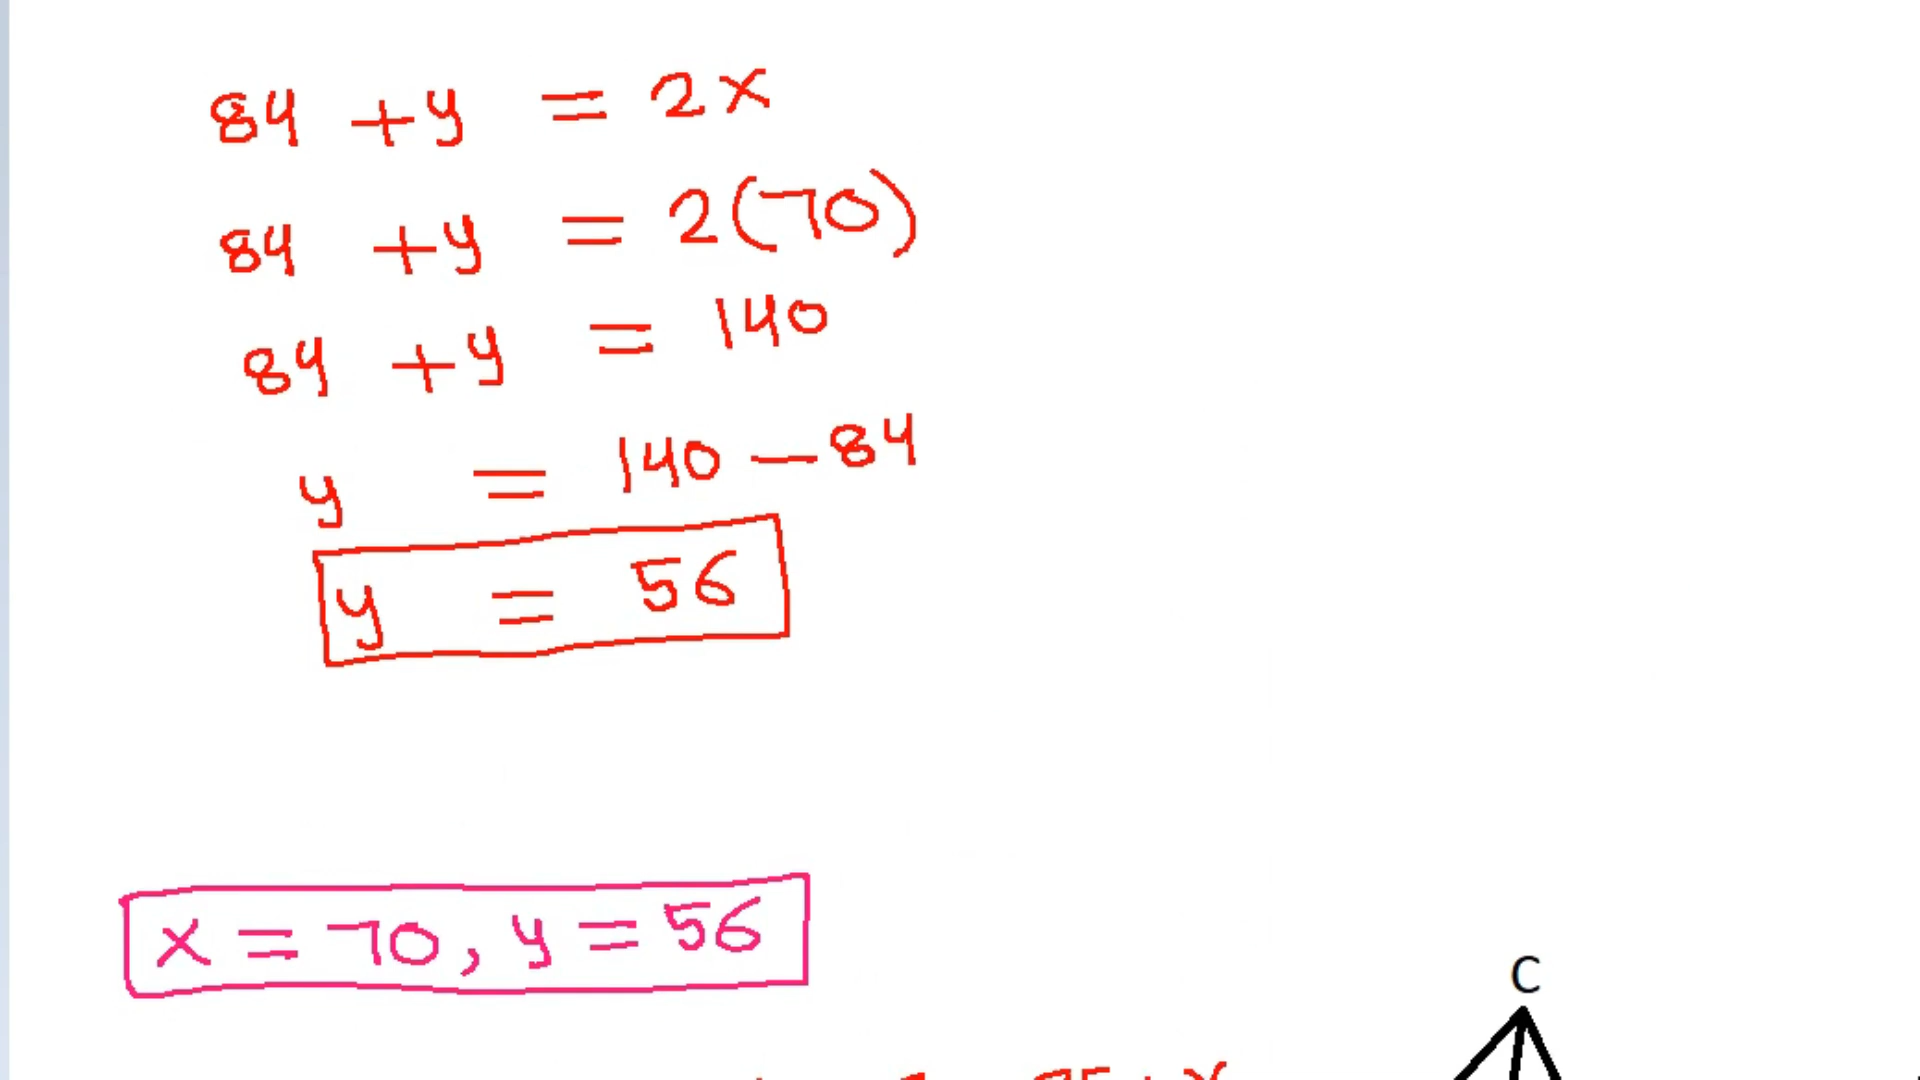 84 + y = 2x
84 + y = 2(70)
84 + y = 140
y = 140 - 84
y = 56
x = 70, y = 56
C